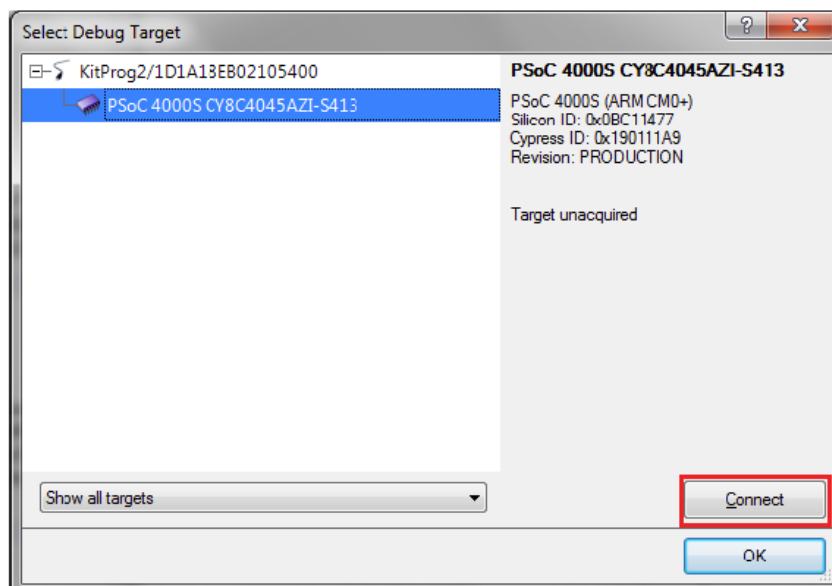 Select Debug Target
KitProg2/1D1A13EB02105400
PSoC 4000S CY8C4045AZI-S413
PSoC 4000S CY8C4045AZI-S413
PSoC 4000S (ARM CM0+)
Silicon ID: 0x0BC11477
Cypress ID: 0x190111A9
Revision: PRODUCTION
Target unacquired
Show all targets
Connect
OK